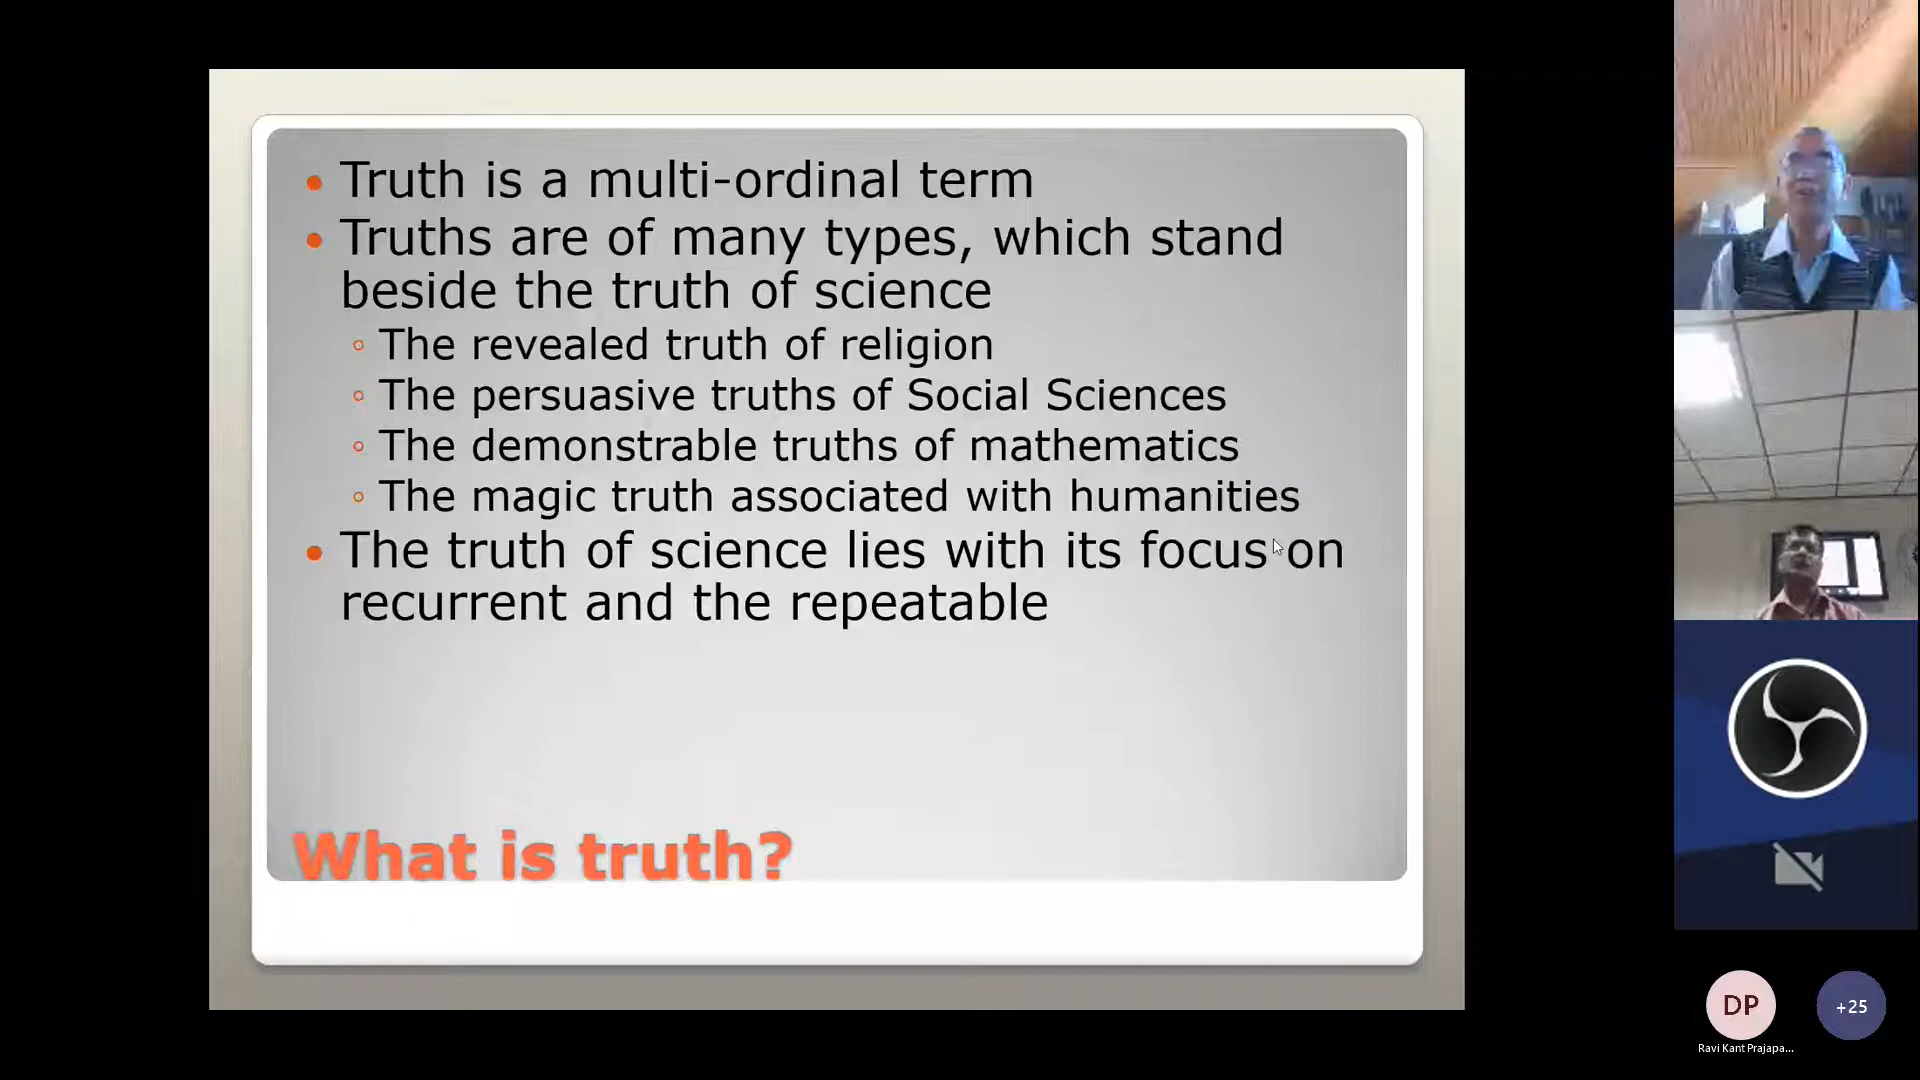 Truth is a multi-ordinal term
Truths are of many types, which stand
beside the truth of science
The revealed truth of religion
The persuasive truths of Social Sciences
The demonstrable truths of mathematics
The magic truth associated with humanities
The truth of science lies with its focus on
recurrent and the repeatable
What is truth?
DP
+25
Ravi Kant Prajapa...